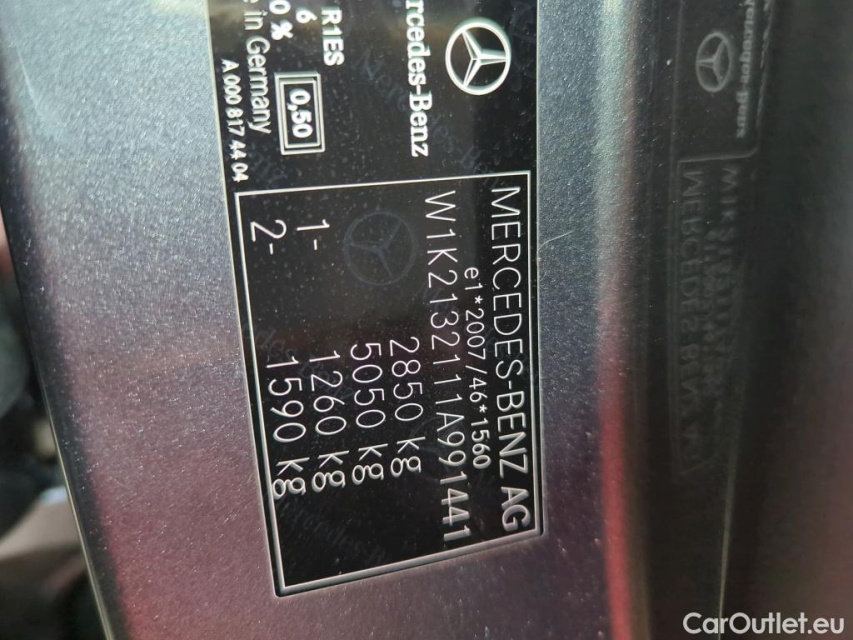 Mercedes-Benz
R1ES
6
0 %
in Germany
0,50
A 000 817 44 04
MERCEDES-BENZ AG
e1*2007/46*1560
W1K2132111A991441
2850 kg
5050 kg
1- 1260 kg
2- 1590 kg
CarOutlet.eu